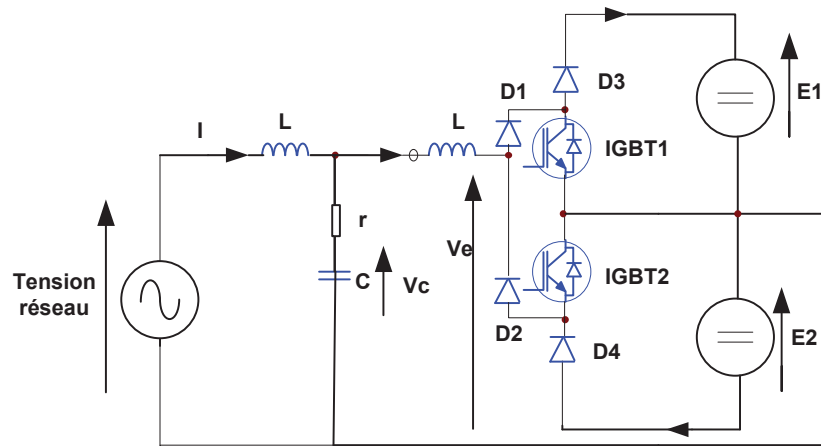 D3
E1
D1
I
L
L
IGBT1
r
Ve
C
Vc
IGBT2
Tension
réseau
D2
D4
E2